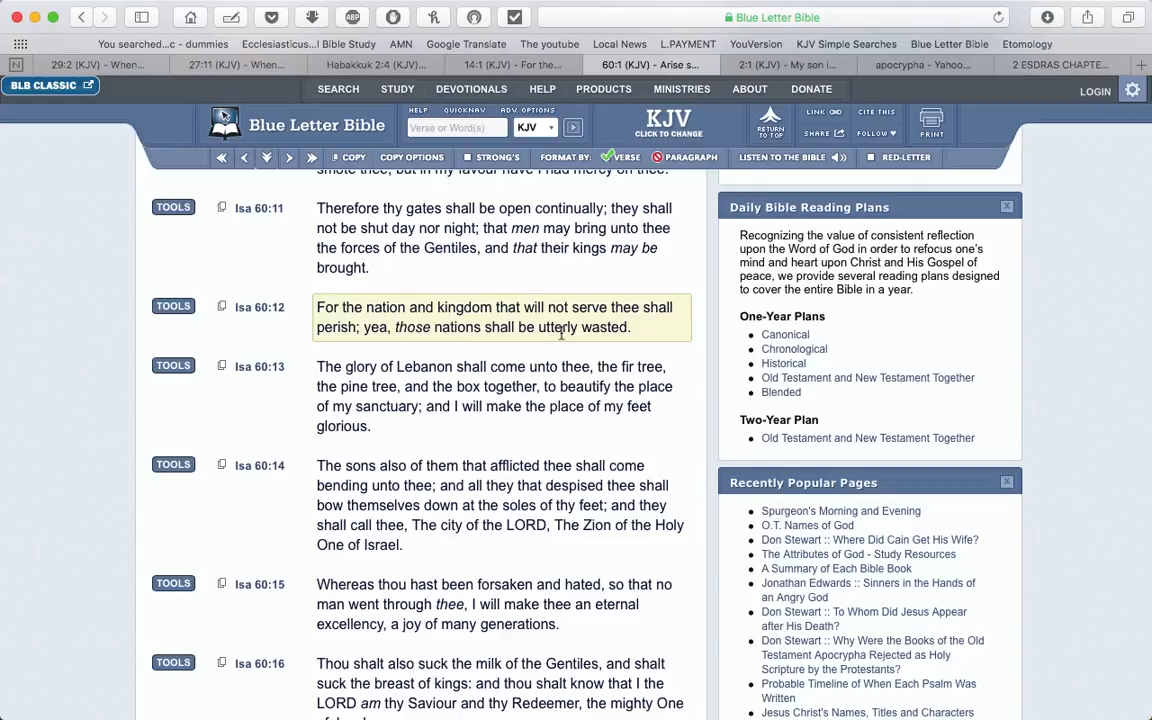 Blue Letter Bible
You searched...c - dummies
Ecclesiasticus...l Bible Study
AMN
Google Translate
The youtube
Local News
L.PAYMENT
YouVersion
KJV Simple Searches
Blue Letter Bible
Etomology
29:2 (KJV) - When...
27:11 (KJV) - When...
Habakkuk 2:4 (KJV)...
14:1 (KJV) - For the...
60:1 (KJV) - Arise s...
2:1 (KJV) - My son i...
apocrypha - Yahoo...
2 ESDRAS CHAPTE...
BLB CLASSIC
SEARCH
STUDY
DEVOTIONALS
HELP
PRODUCTS
MINISTRIES
ABOUT
DONATE
LOGIN
Blue Letter Bible
HELP
QUICKNAV
ADV. OPTIONS
Verse or Word(s)
KJV
KJV
CLICK TO CHANGE
RETURN
TO TOP
LINK
CITE THIS
SHARE
FOLLOW
PRINT
COPY
COPY OPTIONS
STRONG'S
FORMAT BY:
VERSE
PARAGRAPH
LISTEN TO THE BIBLE
RED-LETTER
smote thee, but in my favour have I had mercy on thee.
TOOLS
Isa 60:11
Therefore thy gates shall be open continually; they shall
not be shut day nor night; that men may bring unto thee
the forces of the Gentiles, and that their kings may be
brought.
TOOLS
Isa 60:12
For the nation and kingdom that will not serve thee shall
perish; yea, those nations shall be utterly wasted.
TOOLS
Isa 60:13
The glory of Lebanon shall come unto thee, the fir tree,
the pine tree, and the box together, to beautify the place
of my sanctuary; and I will make the place of my feet
glorious.
TOOLS
Isa 60:14
The sons also of them that afflicted thee shall come
bending unto thee; and all they that despised thee shall
bow themselves down at the soles of thy feet; and they
shall call thee, The city of the LORD, The Zion of the Holy
One of Israel.
TOOLS
Isa 60:15
Whereas thou hast been forsaken and hated, so that no
man went through thee, I will make thee an eternal
excellency, a joy of many generations.
TOOLS
Isa 60:16
Thou shalt also suck the milk of the Gentiles, and shalt
suck the breast of kings: and thou shalt know that I the
LORD am thy Saviour and thy Redeemer, the mighty One
Daily Bible Reading Plans
Recognizing the value of consistent reflection
upon the Word of God in order to refocus one's
mind and heart upon Christ and His Gospel of
peace, we provide several reading plans designed
to cover the entire Bible in a year.
One-Year Plans
Canonical
Chronological
Historical
Old Testament and New Testament Together
Blended
Two-Year Plan
Old Testament and New Testament Together
Recently Popular Pages
Spurgeon's Morning and Evening
O.T. Names of God
Don Stewart :: Where Did Cain Get His Wife?
The Attributes of God - Study Resources
A Summary of Each Bible Book
Jonathan Edwards :: Sinners in the Hands of
an Angry God
Don Stewart :: To Whom Did Jesus Appear
after His Death?
Don Stewart :: Why Were the Books of the Old
Testament Apocrypha Rejected as Holy
Scripture by the Protestants?
Probable Timeline of When Each Psalm Was
Written
Jesus Christ's Names, Titles and Characters